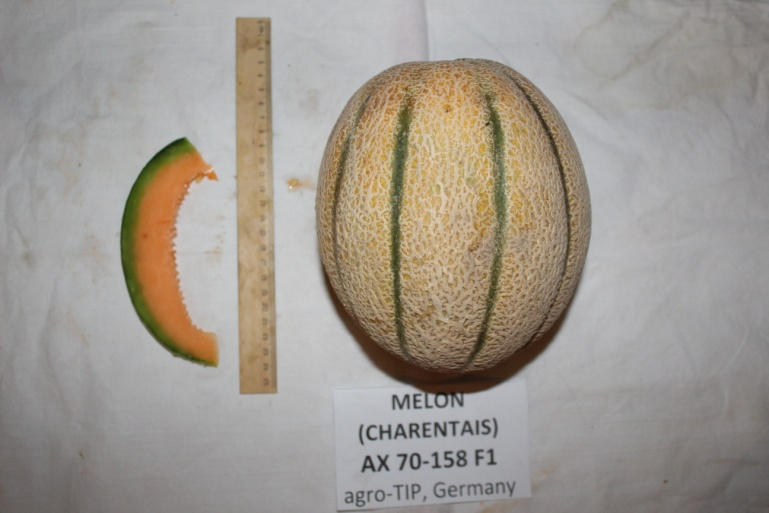 MELON
(CHARENTAIS)
AX 70-158 F1
agro-TIP, Germany